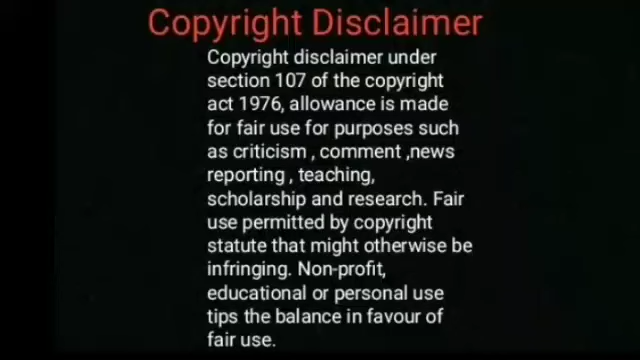 Copyright Disclaimer
Copyright disclaimer under
section 107 of the copyright
act 1976, allowance is made
for fair use for purposes such
as criticism , comment ,news
reporting , teaching,
scholarship and research. Fair
use permitted by copyright
statute that might otherwise be
infringing. Non-profit,
educational or personal use
tips the balance in favour of
fair use.